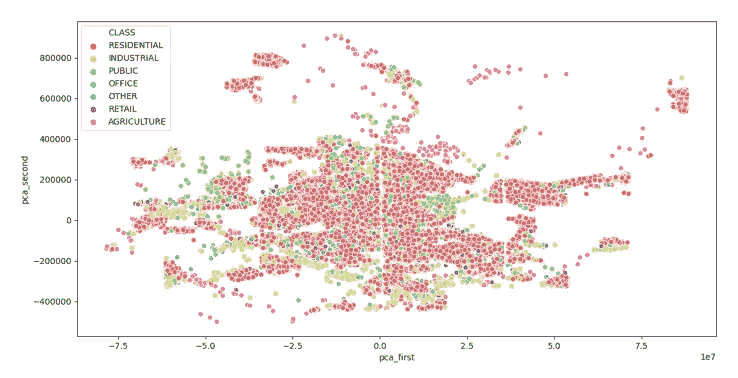 CLASS
RESIDENTIAL
INDUSTRIAL
PUBLIC
OFFICE
OTHER
RETAIL
AGRICULTURE
800000
600000
400000
200000
0
−200000
−400000
pca_second
−7.5
−5.0
−2.5
0.0
2.5
5.0
7.5
1e7
pca_first